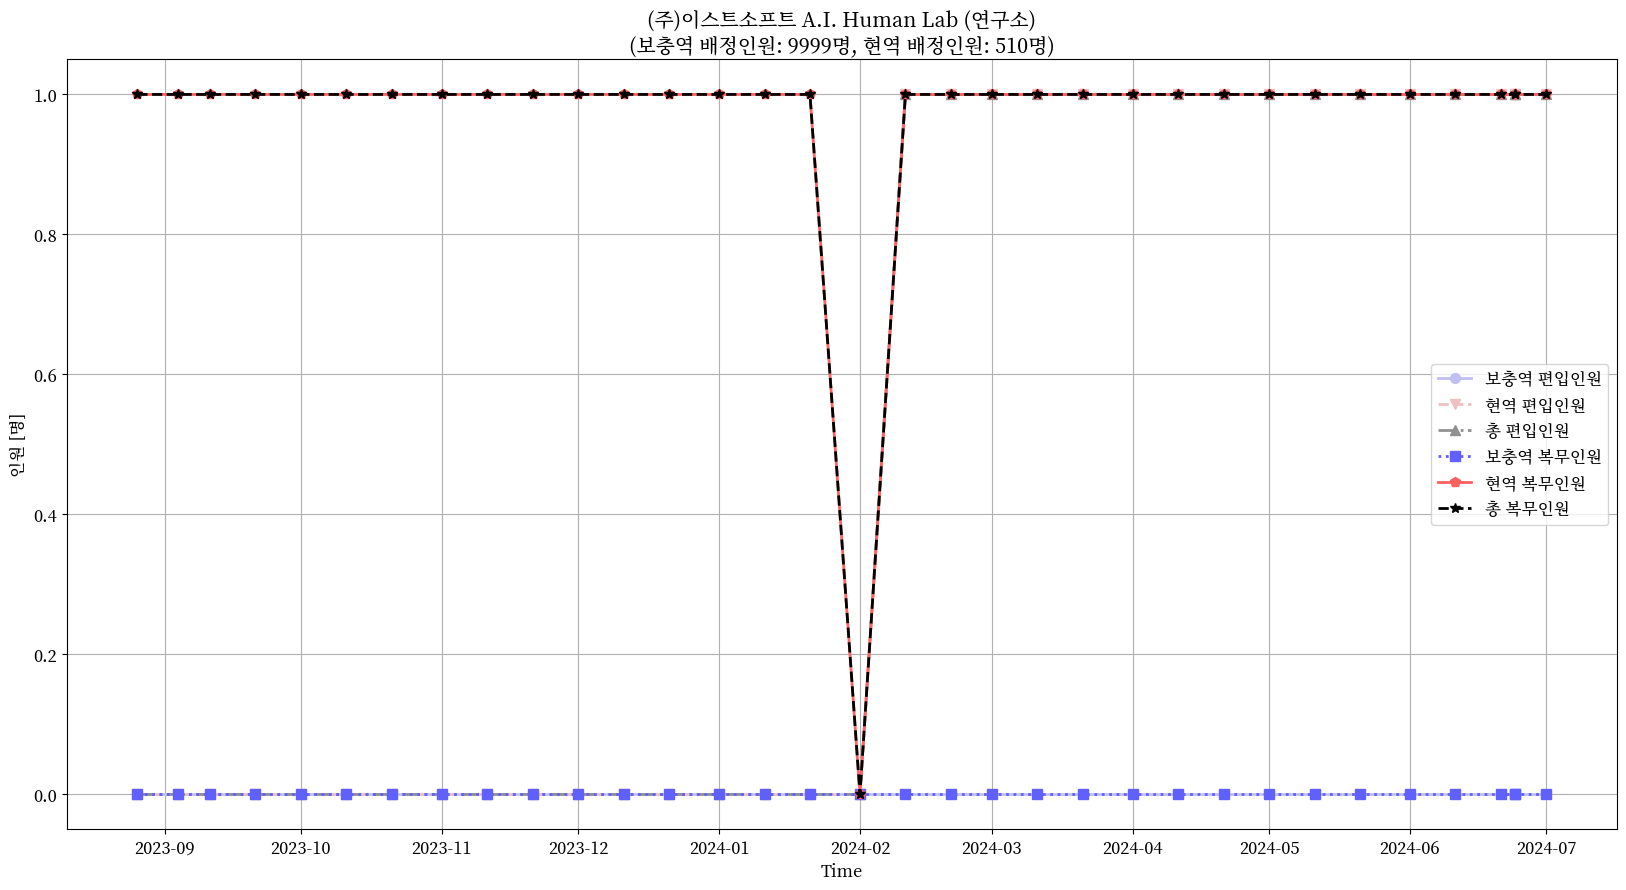 (주)이스트소프트 A.I. Human Lab (연구소)
(보충역 배정인원: 9999명, 현역 배정인원: 510명)
인원 [명]
1.0
0.8
0.6
0.4
0.2
0.0
보충역 편입인원
현역 편입인원
총 편입인원
보충역 복무인원
현역 복무인원
총 복무인원
2023-09 2023-10 2023-11 2023-12 2024-01 2024-02 2024-03 2024-04 2024-05 2024-06 2024-07
Time